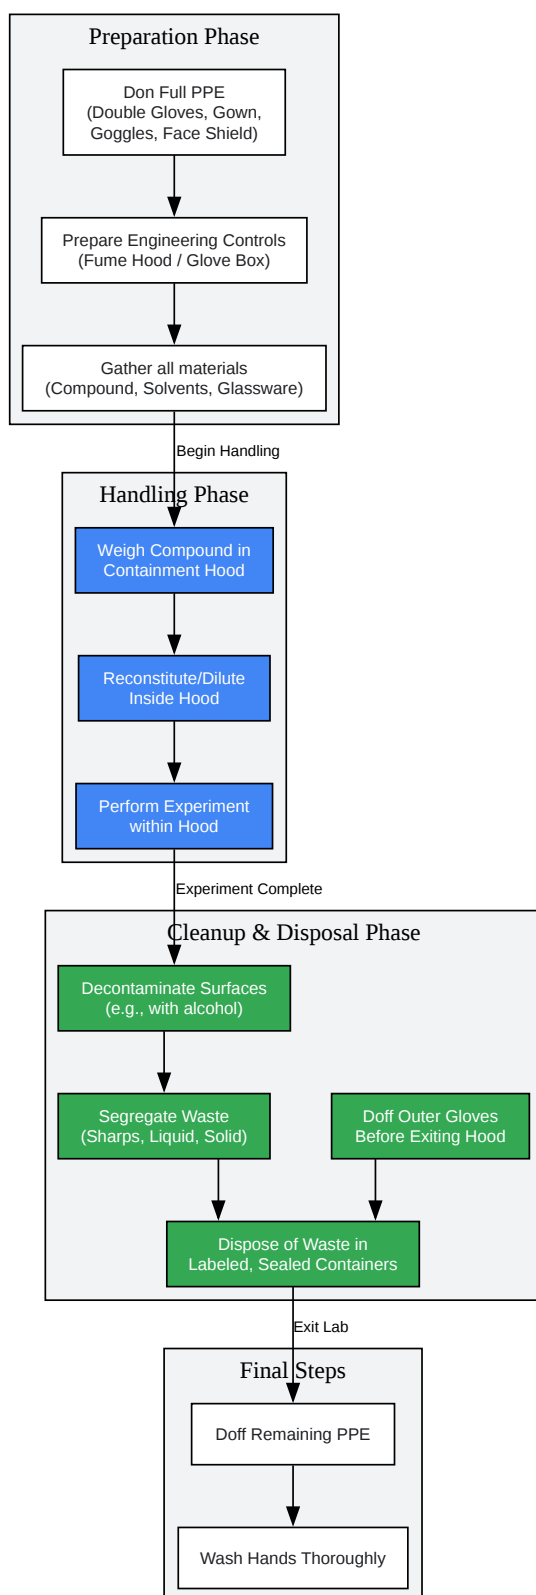 Preparation Phase
Don Full PPE
(Double Gloves, Gown,
Goggles, Face Shield)
Prepare Engineering Controls
(Fume Hood / Glove Box)
Gather all materials
(Compound, Solvents, Glassware)
Begin Handling
Handling Phase
Weigh Compound in
Containment Hood
Reconstitute/Dilute
Inside Hood
Perform Experiment
within Hood
Experiment Complete
Cleanup & Disposal Phase
Decontaminate Surfaces
(e.g., with alcohol)
Segregate Waste
(Sharps, Liquid, Solid)
Doff Outer Gloves
Before Exiting Hood
Dispose of Waste in
Labeled, Sealed Containers
Exit Lab
Final Steps
Doff Remaining PPE
Wash Hands Thoroughly